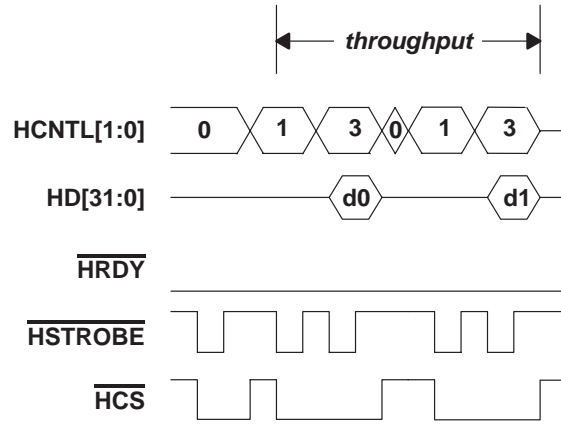 throughput
HCNTL[1:0] 0 1 3 0 1 3
HD[31:0] d0 d1
HRDY
HSTROBE
HCS